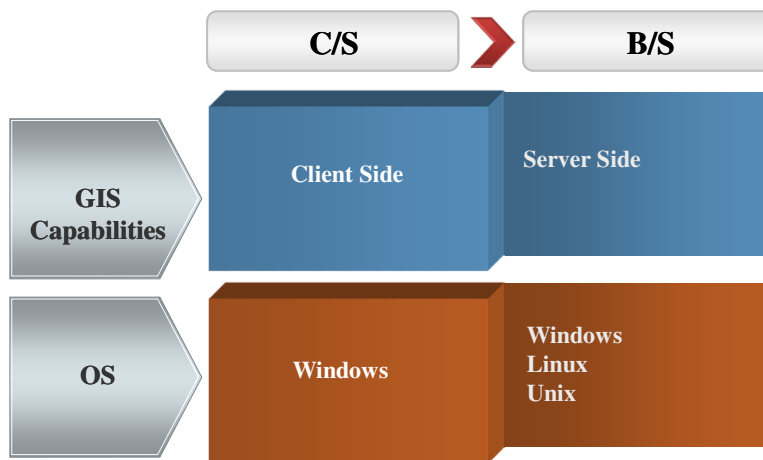 C/S
B/S
GIS
Capabilities
Client Side
Server Side
OS
Windows
Windows
Linux
Unix